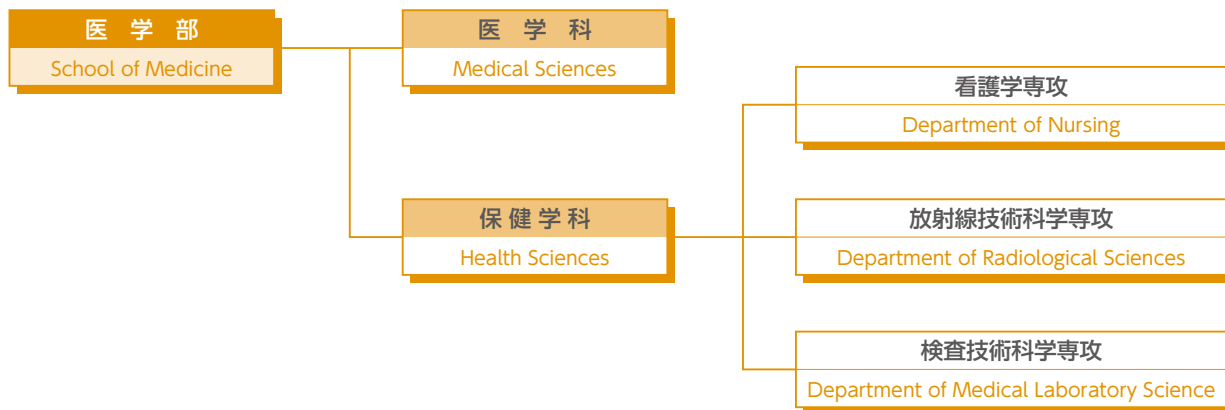 医学部
School of Medicine
医学科
Medical Sciences
保健学科
Health Sciences
看護学専攻
Department of Nursing
放射線技術科学専攻
Department of Radiological Sciences
検査技術科学専攻
Department of Medical Laboratory Science